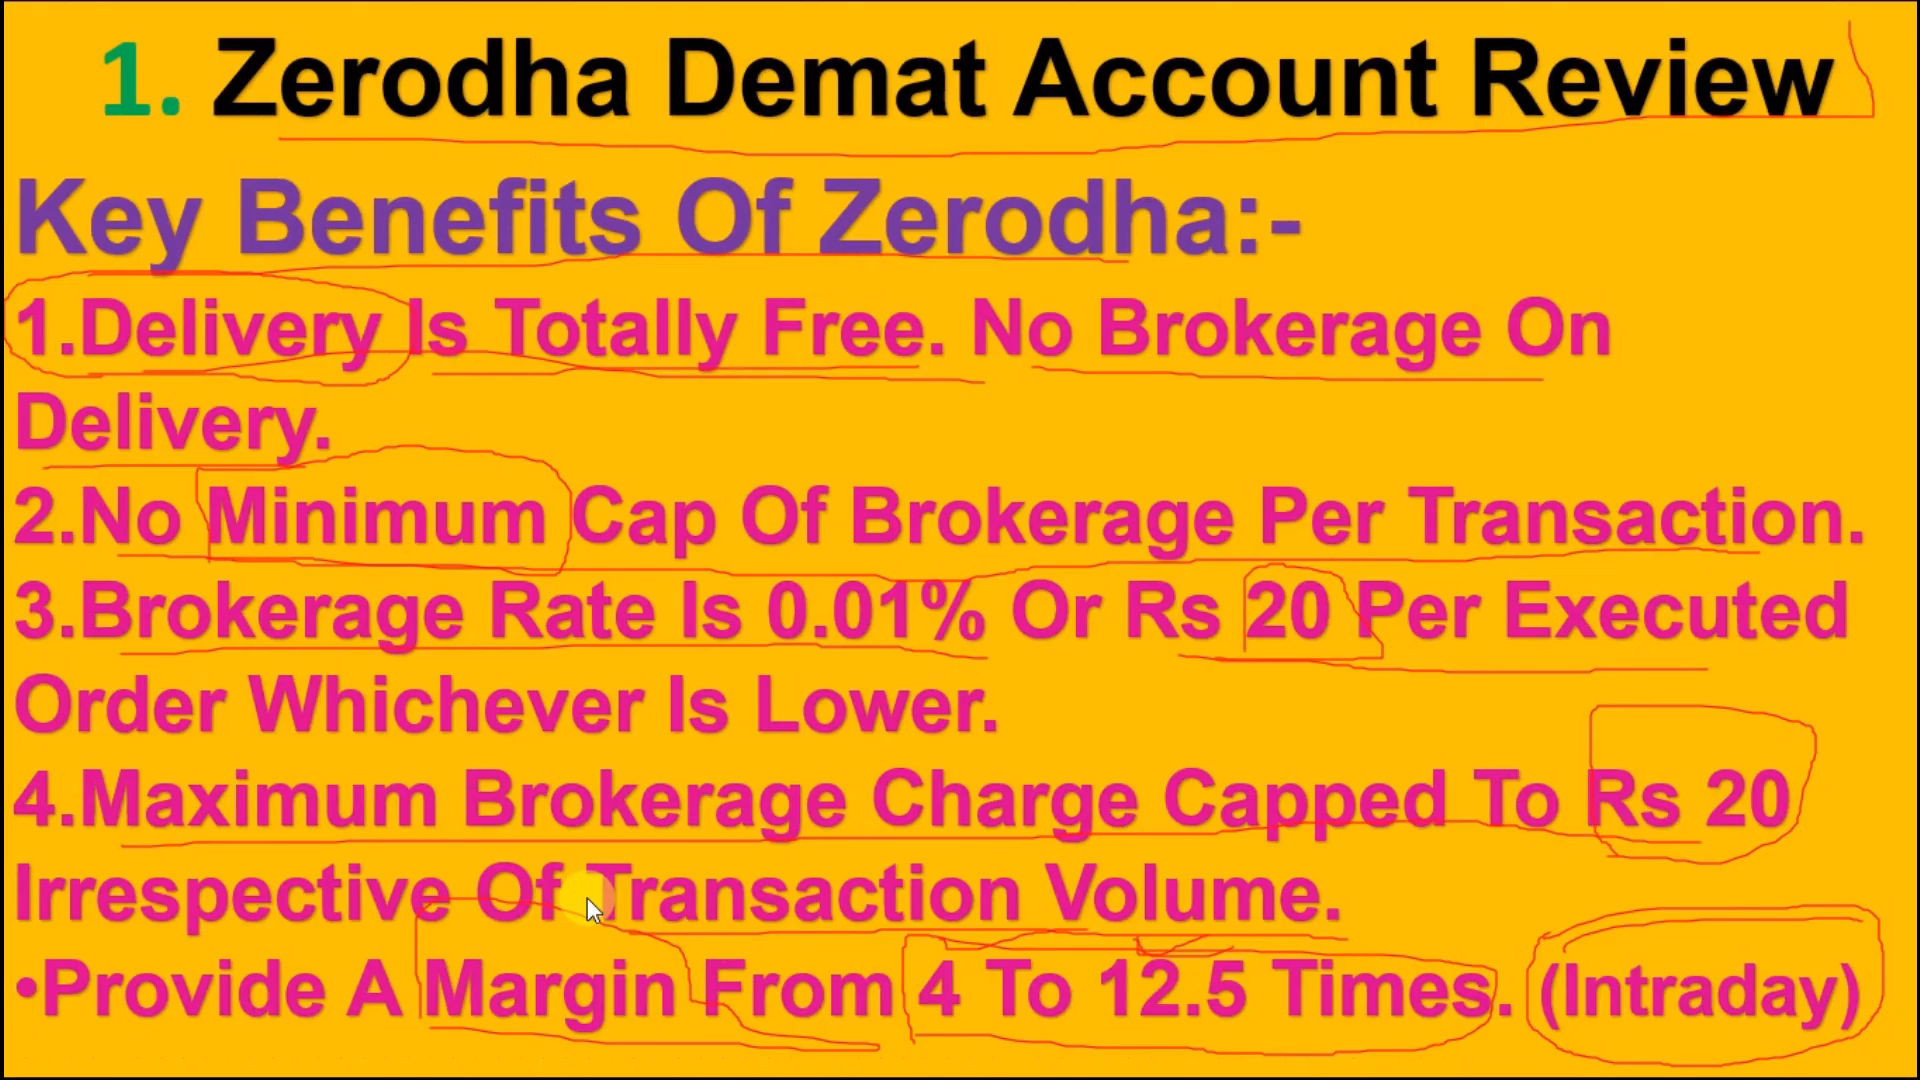 1. Zerodha Demat Account Review
Key Benefits Of Zerodha:-
1.Delivery Is Totally Free. No Brokerage On
Delivery.
2.No Minimum Cap Of Brokerage Per Transaction.
3.Brokerage Rate Is 0.01% Or Rs 20 Per Executed
Order Whichever Is Lower.
4.Maximum Brokerage Charge Capped To Rs 20
Irrespective Of Transaction Volume.
•Provide A Margin From 4 To 12.5 Times. (Intraday)